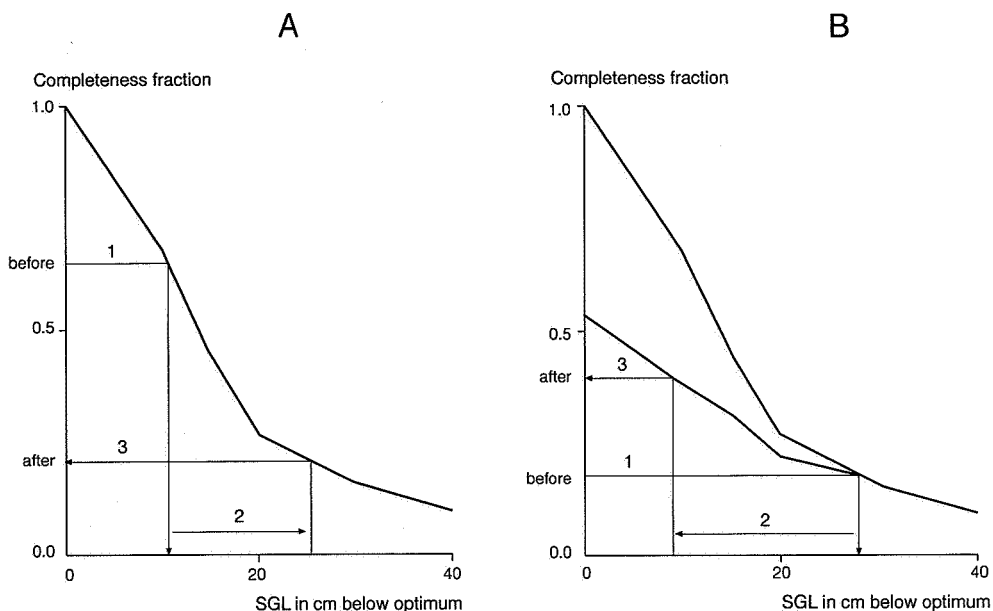 A
Completeness fraction
1.0
1
before
0.5
3
after
2
0.0
0
20
40
SGL in cm below optimum
B
Completeness fraction
1.0
0.5
3
after
1
before
2
0.0
0
20
40
SGL in cm below optimum